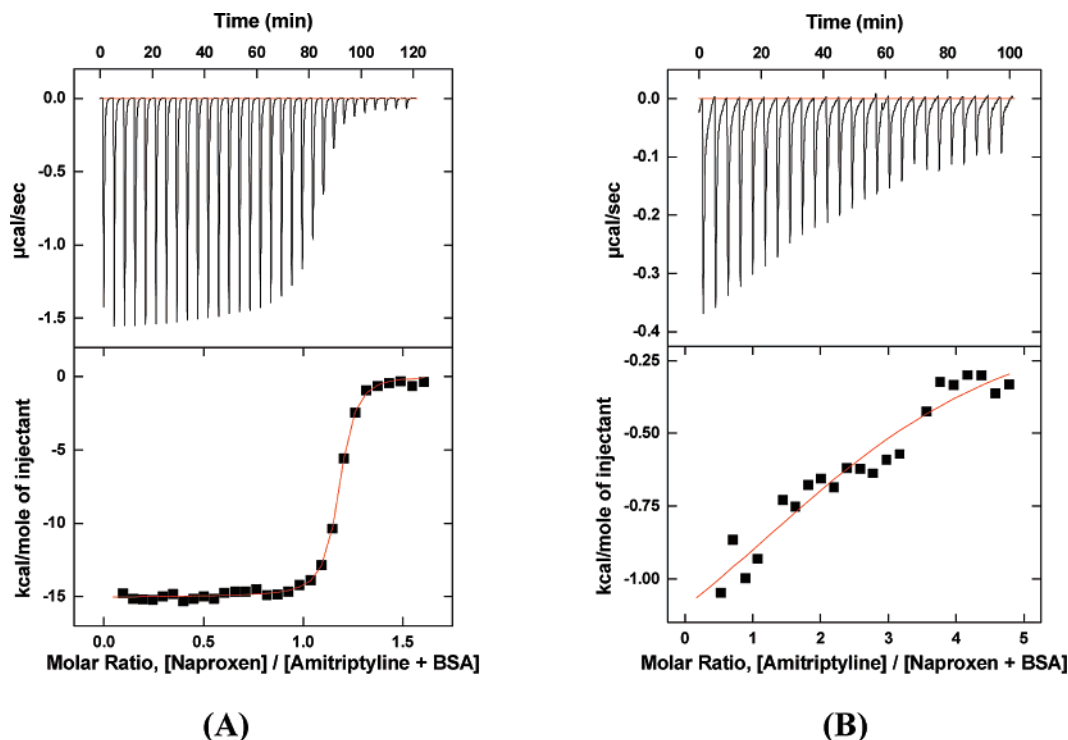 Time (min)
0 20 40 60 80 100 120
0.0
-0.5
-1.0
-1.5
µcal/sec
0
-5
-10
-15
kcal/mole of injectant
0.0 0.5 1.0 1.5
Molar Ratio, [Naproxen] / [Amitriptyline + BSA]
(A)
Time (min)
0 20 40 60 80 100
0.0
-0.1
-0.2
-0.3
-0.4
µcal/sec
-0.25
-0.50
-0.75
-1.00
kcal/mole of injectant
0 1 2 3 4 5
Molar Ratio, [Amitriptyline] / [Naproxen + BSA]
(B)